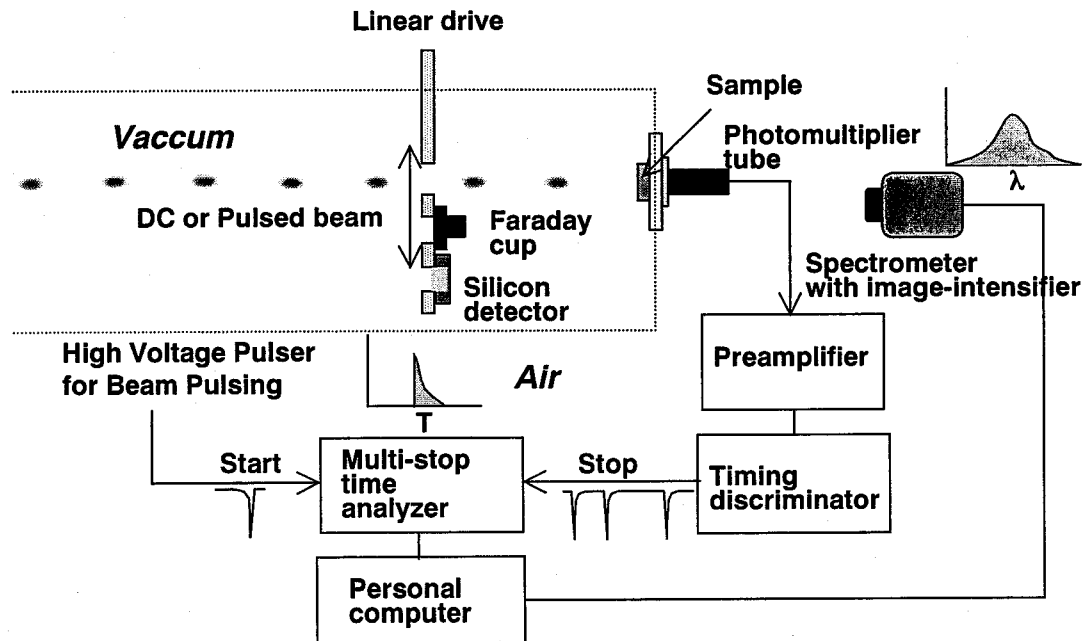 Linear drive
Vaccum
Sample
Photomultiplier
tube
λ
DC or Pulsed beam
Faraday
cup
Silicon
detector
Spectrometer
with image-intensifier
High Voltage Pulser
for Beam Pulsing
Air
T
Preamplifier
Start
Multi-stop
time
analyzer
Stop
Timing
discriminator
Personal
computer